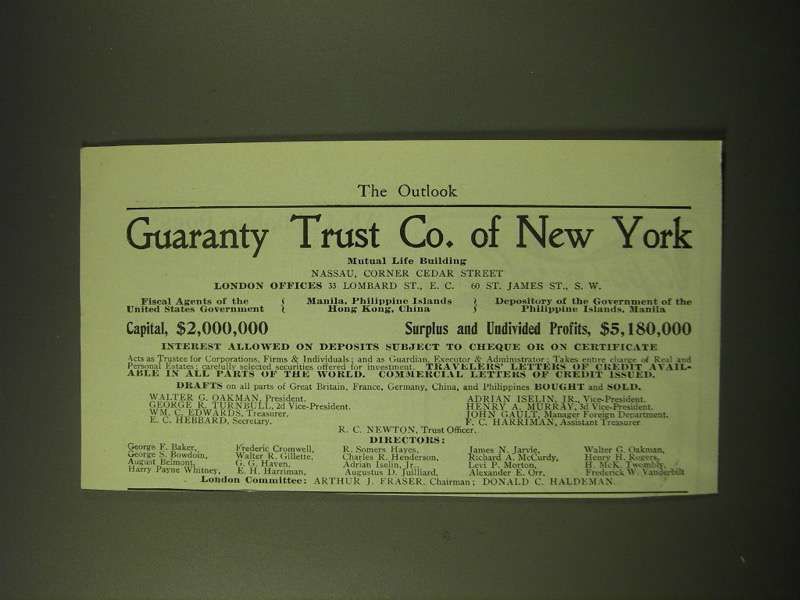 The Outlook
Guaranty Trust Co. of New York
Mutual Life Building
NASSAU, CORNER CEDAR STREET
LONDON OFFICES 33 LOMBARD ST., E. C. 60 ST. JAMES ST., S. W.
Fiscal Agents of the United States Government { Manila, Philippine Islands Hong Kong, China } Depository of the Government of the Philippine Islands, Manila
Capital, $2,000,000 Surplus and Undivided Profits, $5,180,000
INTEREST ALLOWED ON DEPOSITS SUBJECT TO CHEQUE OR ON CERTIFICATE
Acts as Trustee for Corporations, Firms & Individuals; and as Guardian, Executor & Administrator; Takes entire charge of Real and
Personal Estates; carefully selected securities offered for investment. TRAVELERS' LETTERS OF CREDIT AVAIL-
ABLE IN ALL PARTS OF THE WORLD. COMMERCIAL LETTERS OF CREDIT ISSUED.
DRAFTS on all parts of Great Britain, France, Germany, China, and Philippines BOUGHT and SOLD.
WALTER G. OAKMAN, President.
GEORGE R. TURNBULL, 2d Vice-President.
WM. C. EDWARDS, Treasurer.
E. C. HEBBARD, Secretary.
ADRIAN ISELIN, JR., Vice-President.
HENRY A. MURRAY, 3d Vice-President.
JOHN GAULT, Manager Foreign Department.
F. C. HARRIMAN, Assistant Treasurer
R. C. NEWTON, Trust Officer.
DIRECTORS:
George F. Baker,
George S. Bowdoin,
August Belmont,
Harry Payne Whitney,
Frederic Cromwell,
Walter R. Gillette,
G. G. Haven,
E. H. Harriman,
R. Somers Hayes,
Charles R. Henderson,
Adrian Iselin, Jr.,
Augustus D. Juilliard,
James N. Jarvie,
Richard A. McCurdy,
Levi P. Morton,
Alexander E. Orr,
Walter G. Oakman,
Henry H. Rogers,
H. McK. Twombly,
Frederick W. Vanderbilt
London Committee: ARTHUR J. FRASER, Chairman; DONALD C. HALDEMAN.